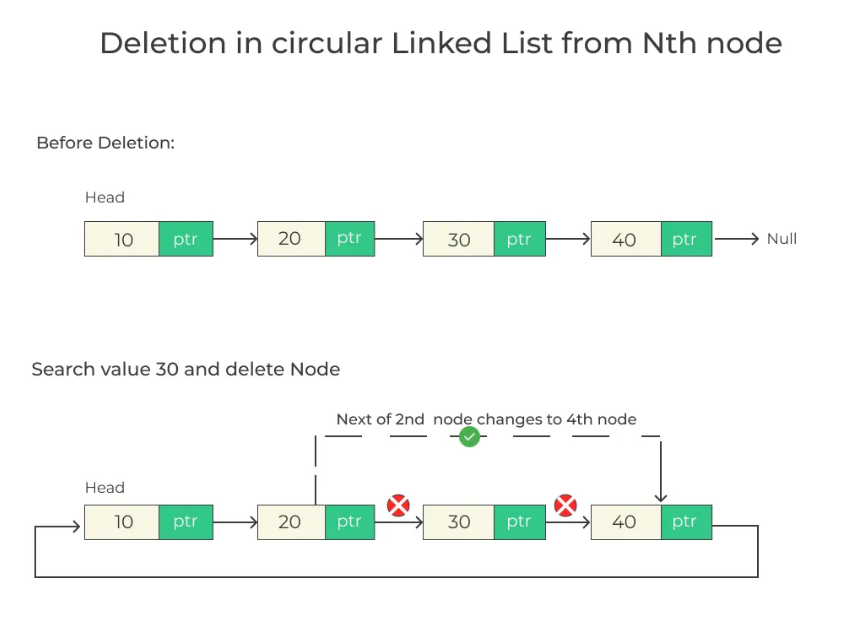 Deletion in circular Linked List from Nth node
Before Deletion:
Head
10 ptr 20 ptr 30 ptr 40 ptr Null
Search value 30 and delete Node
Next of 2nd node changes to 4th node
Head
10 ptr 20 ptr 30 ptr 40 ptr